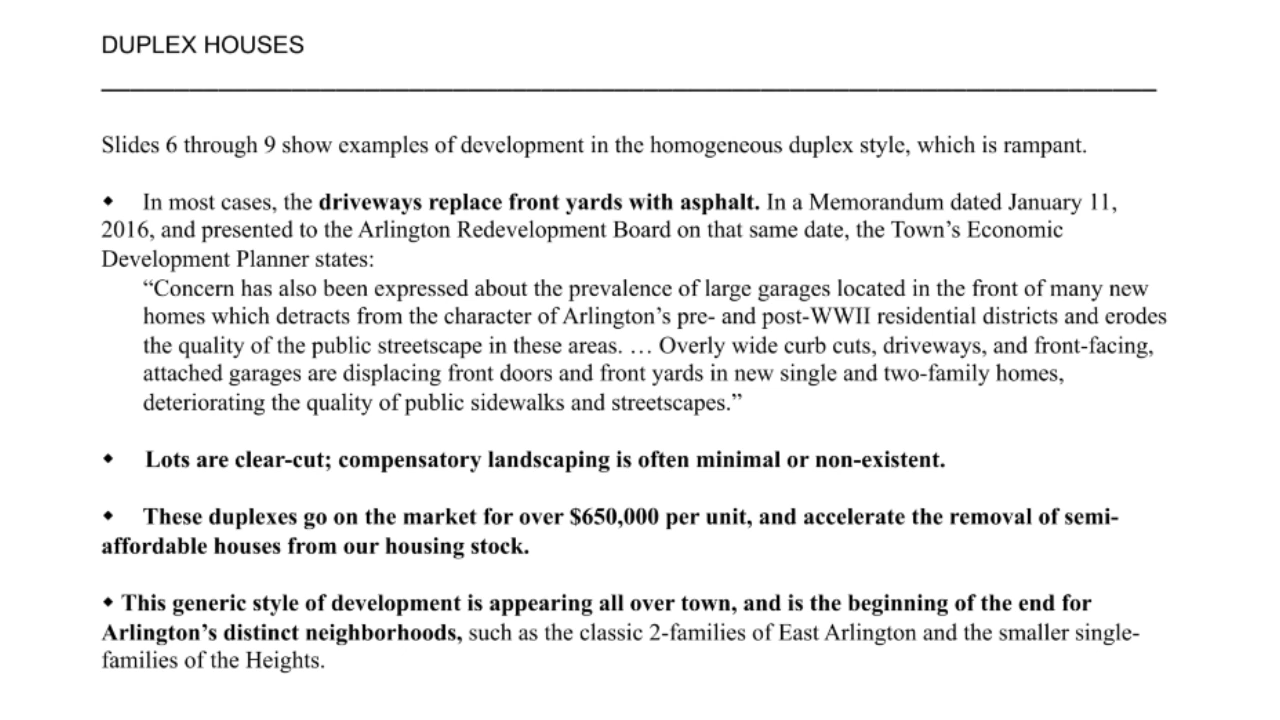 DUPLEX HOUSES
Slides 6 through 9 show examples of development in the homogeneous duplex style, which is rampant.
◆ In most cases, the driveways replace front yards with asphalt. In a Memorandum dated January 11,
2016, and presented to the Arlington Redevelopment Board on that same date, the Town’s Economic
Development Planner states:
“Concern has also been expressed about the prevalence of large garages located in the front of many new
homes which detracts from the character of Arlington’s pre- and post-WWII residential districts and erodes
the quality of the public streetscape in these areas. … Overly wide curb cuts, driveways, and front-facing,
attached garages are displacing front doors and front yards in new single and two-family homes,
deteriorating the quality of public sidewalks and streetscapes.”
◆ Lots are clear-cut; compensatory landscaping is often minimal or non-existent.
◆ These duplexes go on the market for over $650,000 per unit, and accelerate the removal of semi-
affordable houses from our housing stock.
◆ This generic style of development is appearing all over town, and is the beginning of the end for
Arlington’s distinct neighborhoods, such as the classic 2-families of East Arlington and the smaller single-
families of the Heights.